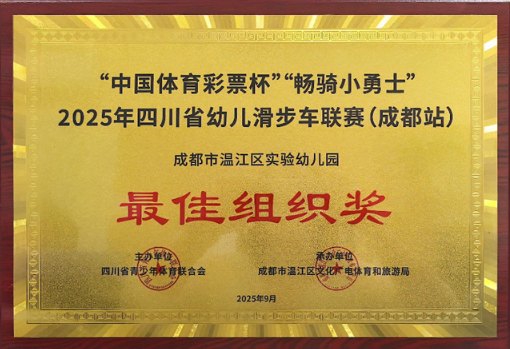 “中国体育彩票杯”“畅骑小勇士”
2025年四川省幼儿滑步车联赛(成都站)
成都市温江区实验幼儿园
最佳组织奖
主办单位 承办单位
四川省青少年体育联合会 成都市温江区文化广电体育和旅游局
2025年9月